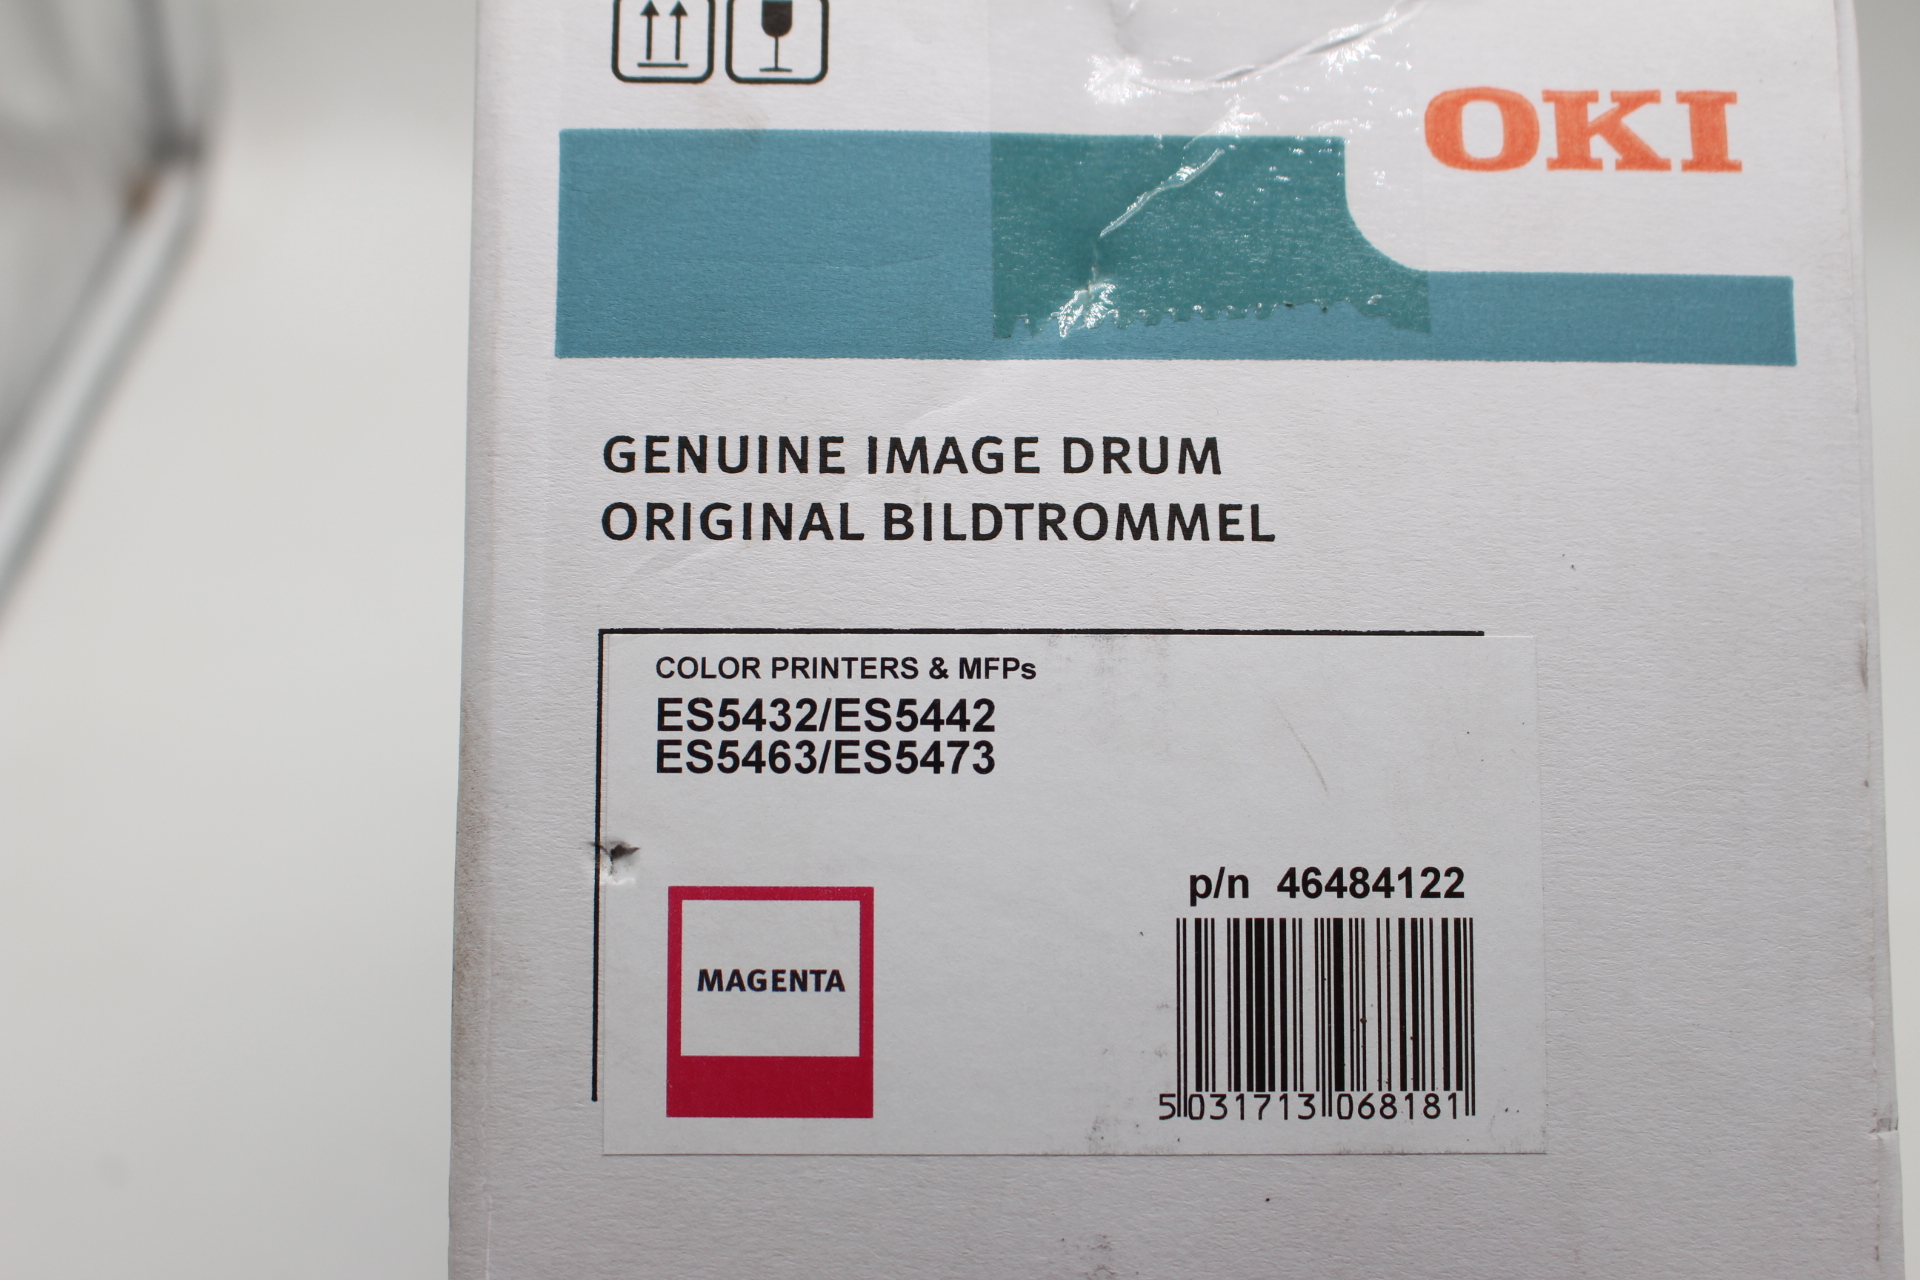 OKI
GENUINE IMAGE DRUM
ORIGINAL BILDTROMMEL
COLOR PRINTERS & MFPs
ES5432/ES5442
ES5463/ES5473
MAGENTA
p/n 46484122
5 031713 068181